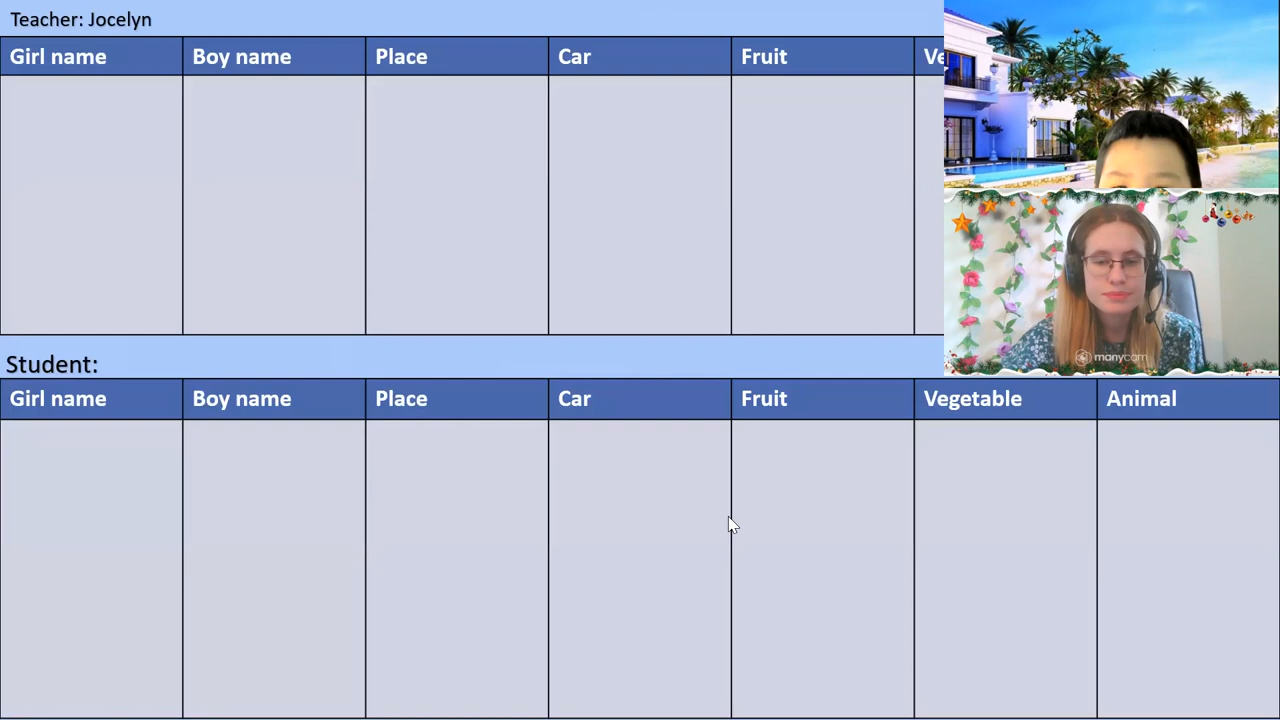 Teacher: Jocelyn
Girl name Boy name Place Car Fruit Ve
Student:
Girl name Boy name Place Car Fruit Vegetable Animal
manycam